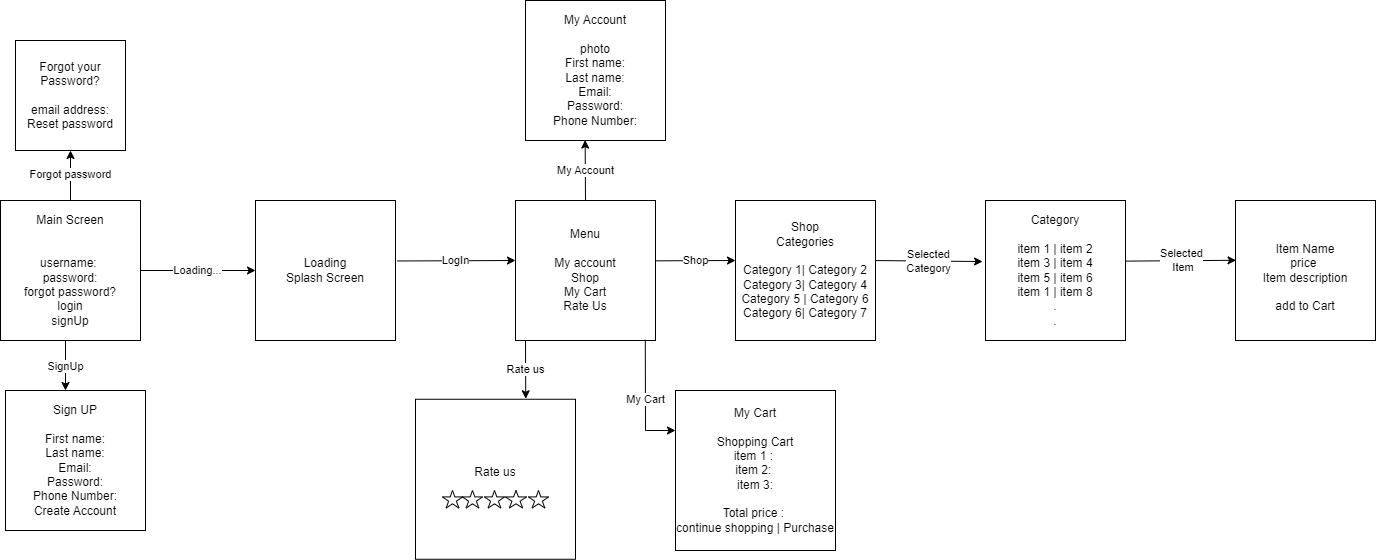 My Account
photo
First name:
Last name:
Email:
Password:
Phone Number:
Forgot your
Password?
email address:
Reset password
Forgot password
My Account
Main Screen
username:
password:
forgot password?
login
signUp
Loading...
Loading
Splash Screen
LogIn
Menu
My account
Shop
My Cart
Rate Us
Shop
Shop
Categories
Category 1| Category 2
Category 3| Category 4
Category 5 | Category 6
Category 6| Category 7
Selected
Category
Category
item 1 | item 2
item 3 | item 4
item 5 | item 6
item 1 | item 8
.
.
Selected
Item
Item Name
price
Item description
add to Cart
SignUp
Sign UP
First name:
Last name:
Email:
Password:
Phone Number:
Create Account
Rate us
Rate us
My Cart
My Cart
Shopping Cart
item 1 :
item 2:
item 3:
Total price :
continue shopping | Purchase